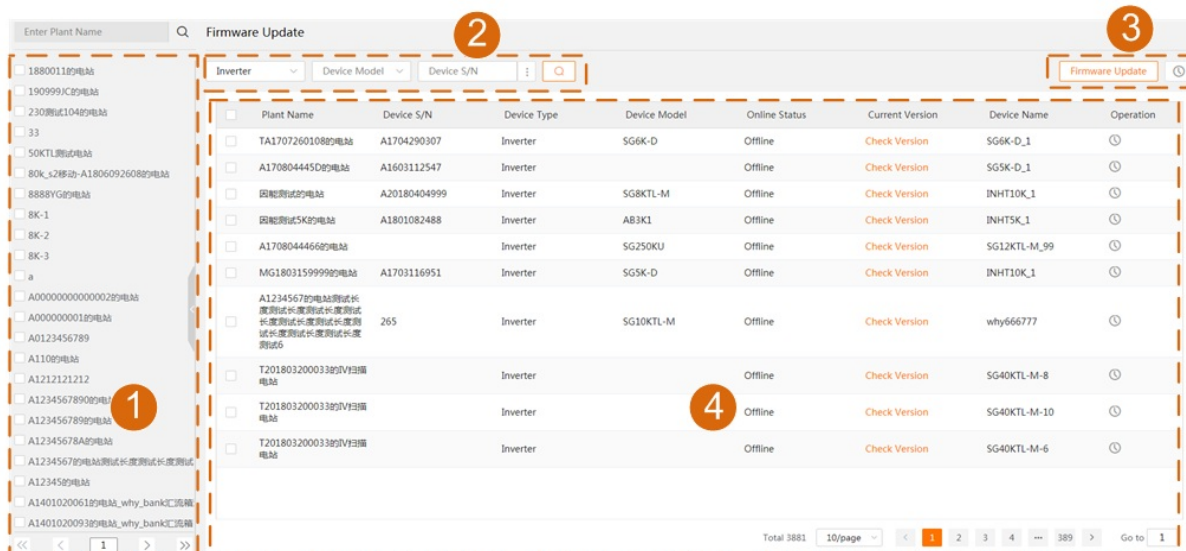 Enter Plant Name
Firmware Update
2
3
Inverter
Device Model
Device S/N
Firmware Update
1880011的电站
190999JC的电站
230测试104的电站
33
50KTL测试电站
80k_s2移动-A1806092608的电站
8888YG的电站
8K-1
8K-2
8K-3
a
A00000000000002的电站
A000000001的电站
A0123456789
A110的电站
A1212121212
A1234567890的电
1
A123456789的电站
A12345678A的电站
A1234567的电站测试长度测试长度测试
A12345的电站
A1401020061的电站_why_bank汇流箱
A1401020093的电站_why_bank汇流箱
<< < 1 > >>
Plant Name Device S/N Device Type Device Model Online Status Current Version Device Name Operation
TA1707260108的电站 A1704290307 Inverter SG6K-D Offline Check Version SG6K-D_1
A170804445D的电站 A1603112547 Inverter Offline Check Version SG5K-D_1
因能测试的电站 A20180404999 Inverter SG8KTL-M Offline Check Version INHT10K_1
因能测试5K的电站 A1801082488 Inverter AB3K1 Offline Check Version INHT5K_1
A1708044466的电站 Inverter SG250KU Offline Check Version SG12KTL-M_99
MG1803159999的电站 A1703116951 Inverter SG5K-D Offline Check Version INHT10K_1
A1234567的电站测试长
度测试长度测试长度测试
长度测试长度测试长度测 265 Inverter SG10KTL-M Offline Check Version why666777
试长度测试长度测试长度
测试6
T201803200033的IV扫描
电站 Inverter Offline Check Version SG40KTL-M-8
T201803200033的IV扫描
电站 Inverter 4 Offline Check Version SG40KTL-M-10
T201803200033的IV扫描
电站 Inverter Offline Check Version SG40KTL-M-6
Total 3881 10/page < 1 2 3 4 ••• 389 > Go to 1